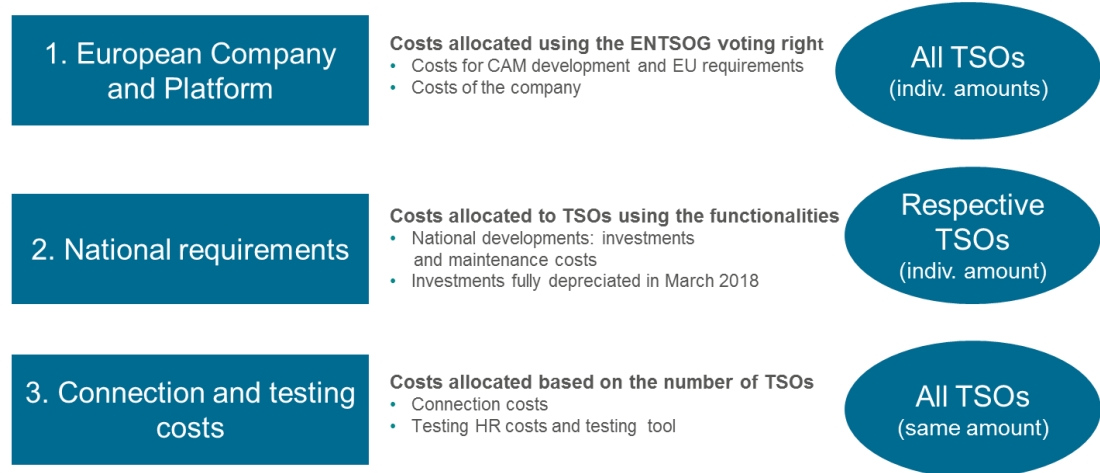 1. European Company
and Platform
Costs allocated using the ENTSOG voting right
• Costs for CAM development and EU requirements
• Costs of the company
All TSOs
(indiv. amounts)
2. National requirements
Costs allocated to TSOs using the functionalities
• National developments: investments
and maintenance costs
• Investments fully depreciated in March 2018
Respective
TSOs
(indiv. amount)
3. Connection and testing
costs
Costs allocated based on the number of TSOs
• Connection costs
• Testing HR costs and testing tool
All TSOs
(same amount)